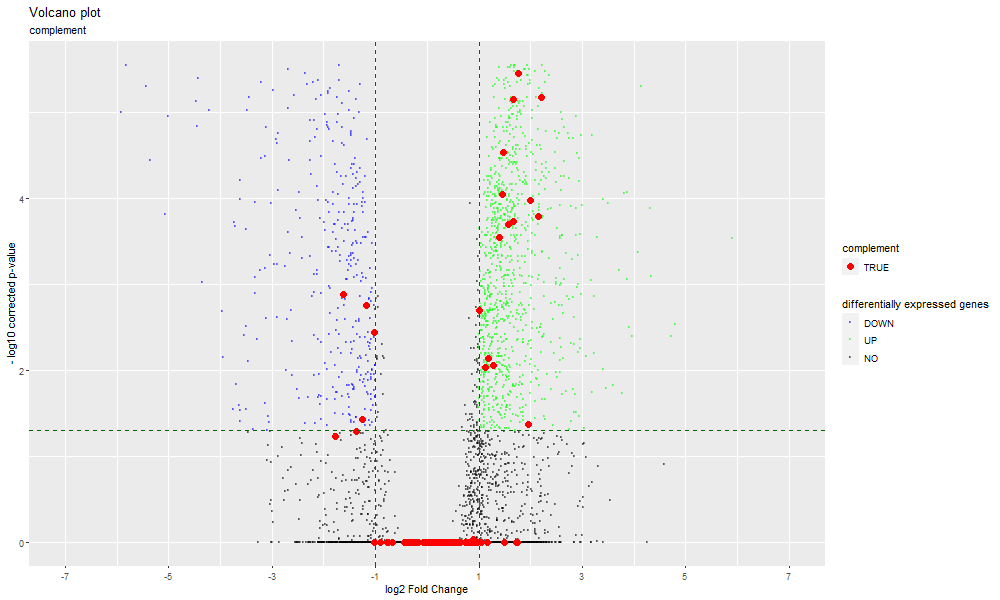 Volcano plot
complement
- log10 corrected p-value
4
2
0
-7
-5
-3
-1
1
3
5
7
log2 Fold Change
complement
TRUE
differentially expressed genes
DOWN
UP
NO